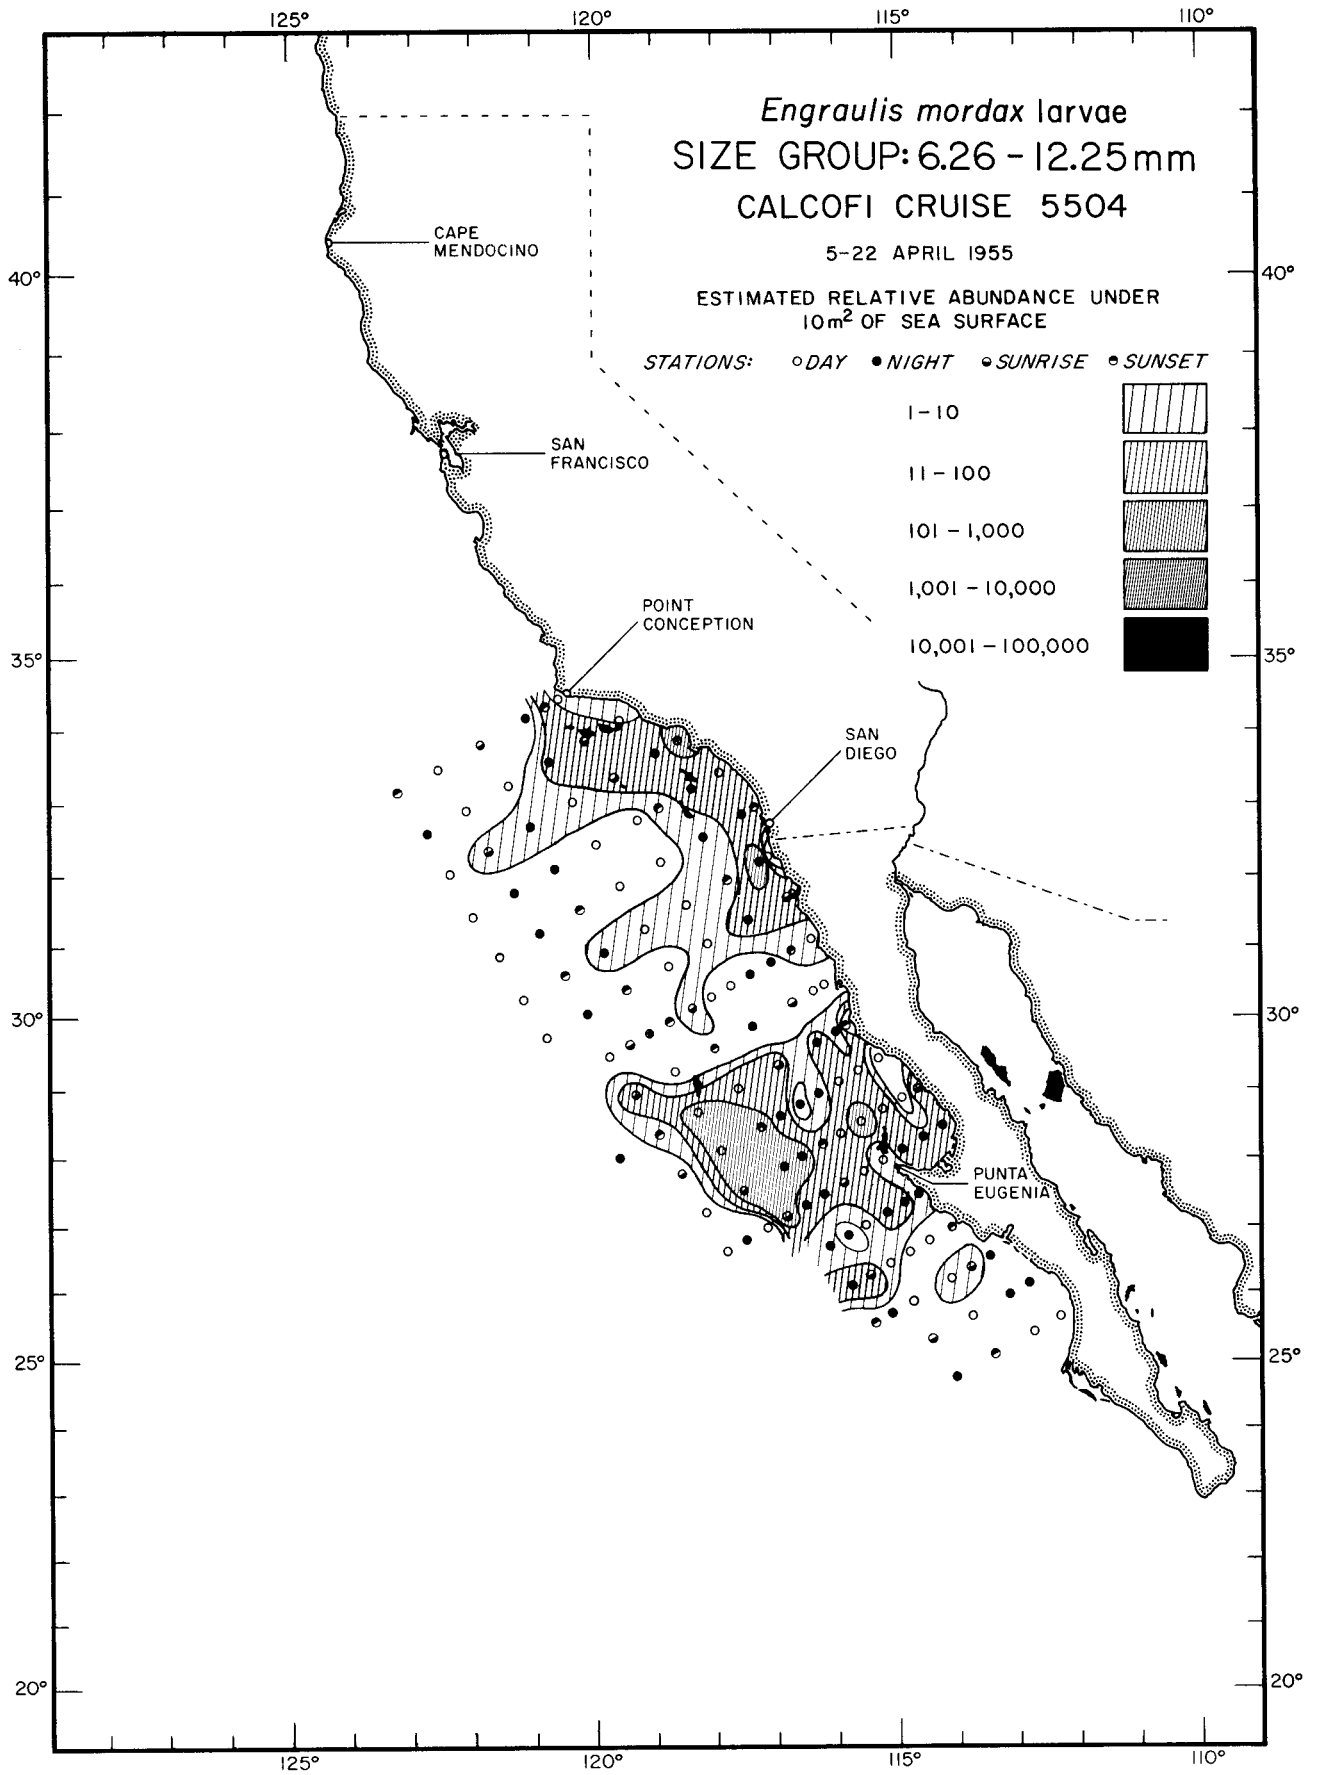 125° 120° 115° 110°
Engraulis mordax larvae
SIZE GROUP: 6.26 - 12.25mm
CALCOFI CRUISE 5504
5-22 APRIL 1955
ESTIMATED RELATIVE ABUNDANCE UNDER
10m² OF SEA SURFACE
STATIONS: DAY NIGHT SUNRISE SUNSET
1-10
11-100
101-1,000
1,001-10,000
10,001-100,000
CAPE
MENDOCINO
40° 40°
SAN
FRANCISCO
POINT
CONCEPTION
35° 35°
SAN
DIEGO
30° 30°
PUNTA
EUGENIA
25° 25°
20° 20°
125° 120° 115° 110°